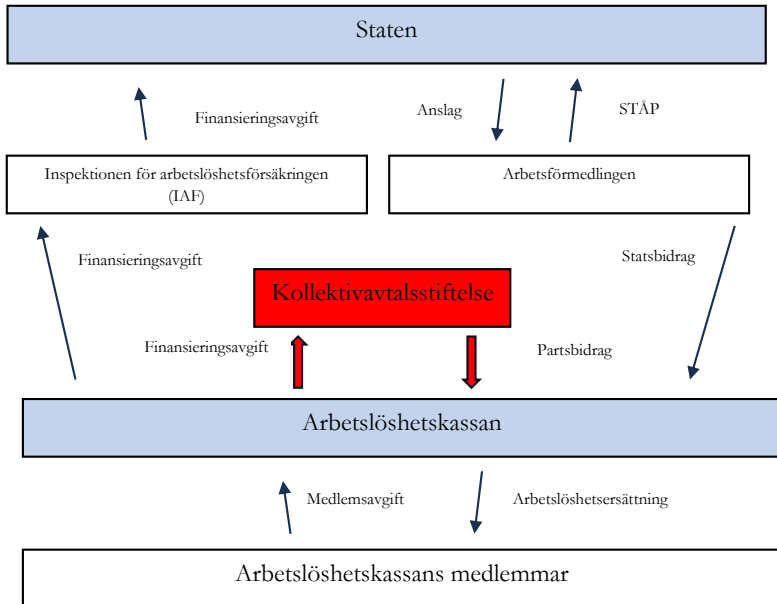 Staten
Finansieringsavgift
Anslag
STÅP
Inspektionen för arbetslöshetsförsäkringen
(IAF)
Arbetsförmedlingen
Finansieringsavgift
Statsbidrag
Kollektivavtalsstiftelse
Finansieringsavgift
Partsbidrag
Arbetslöshetskassan
Medlemsavgift
Arbetslöshetsersättning
Arbetslöshetskassans medlemmar